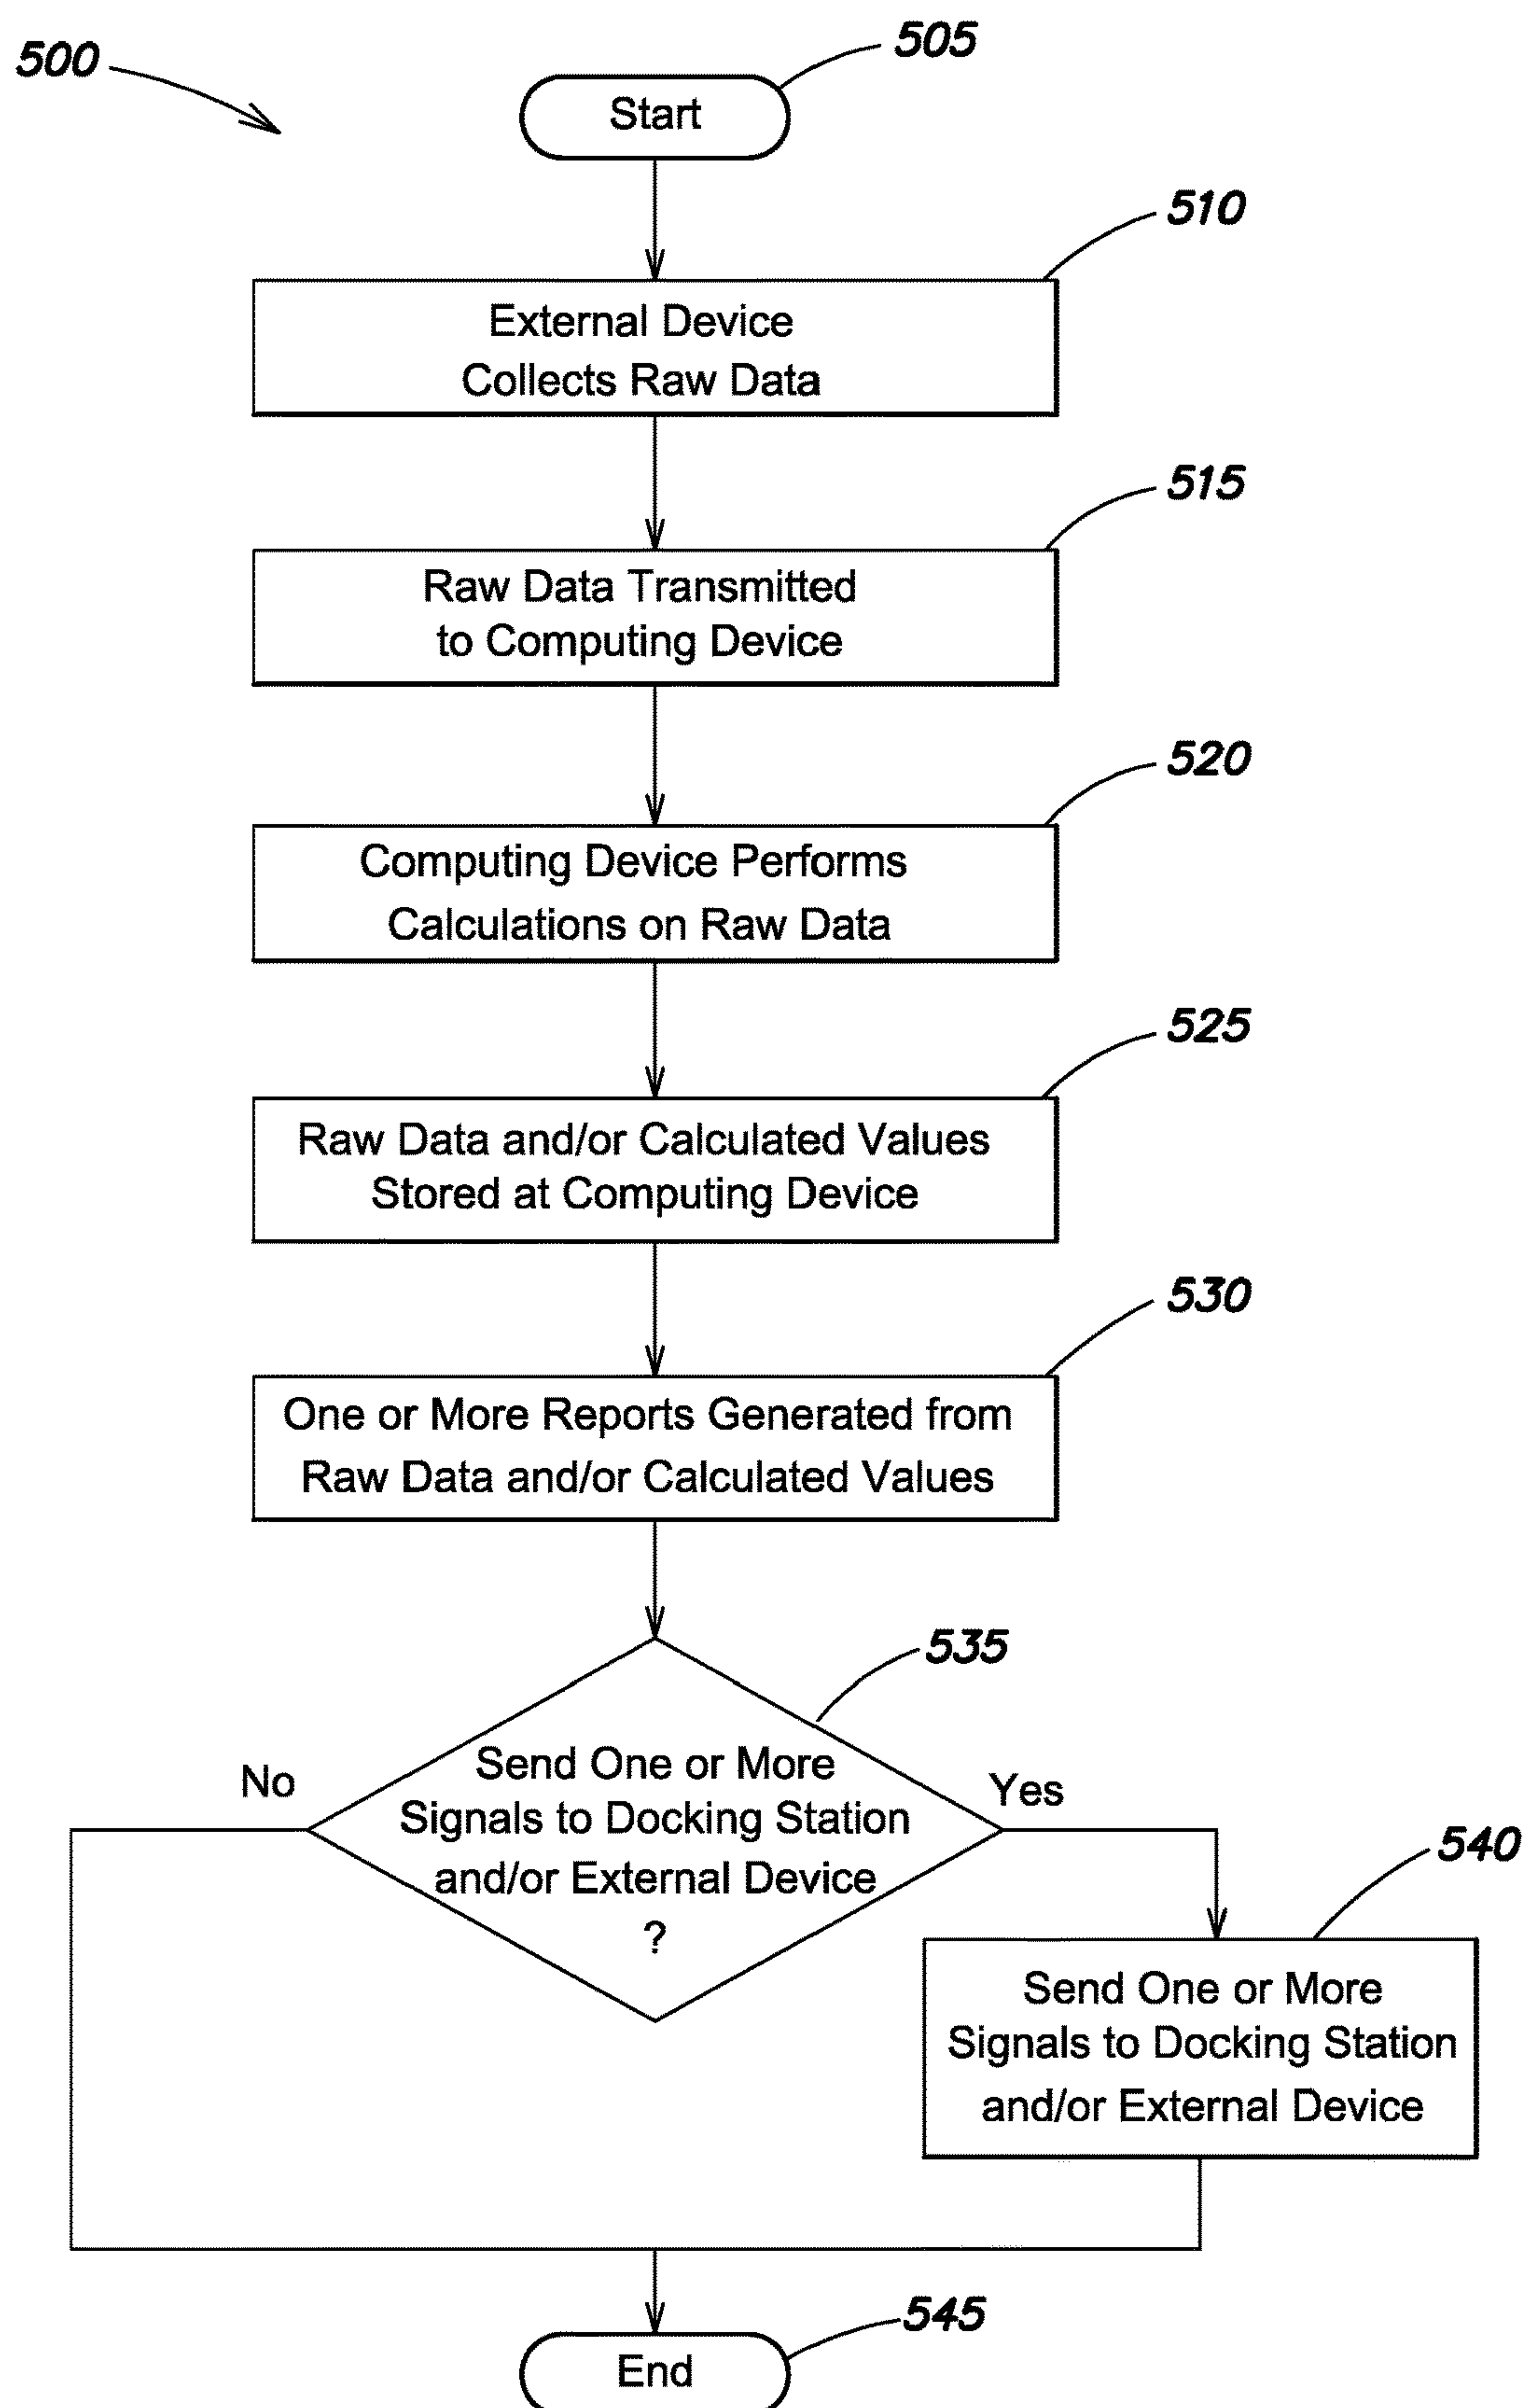 500
505
Start
510
External Device
Collects Raw Data
515
Raw Data Transmitted
to Computing Device
520
Computing Device Performs
Calculations on Raw Data
525
Raw Data and/or Calculated Values
Stored at Computing Device
530
One or More Reports Generated from
Raw Data and/or Calculated Values
535
Send One or More
Signals to Docking Station
and/or External Device
?
No
Yes
540
Send One or More
Signals to Docking Station
and/or External Device
545
End